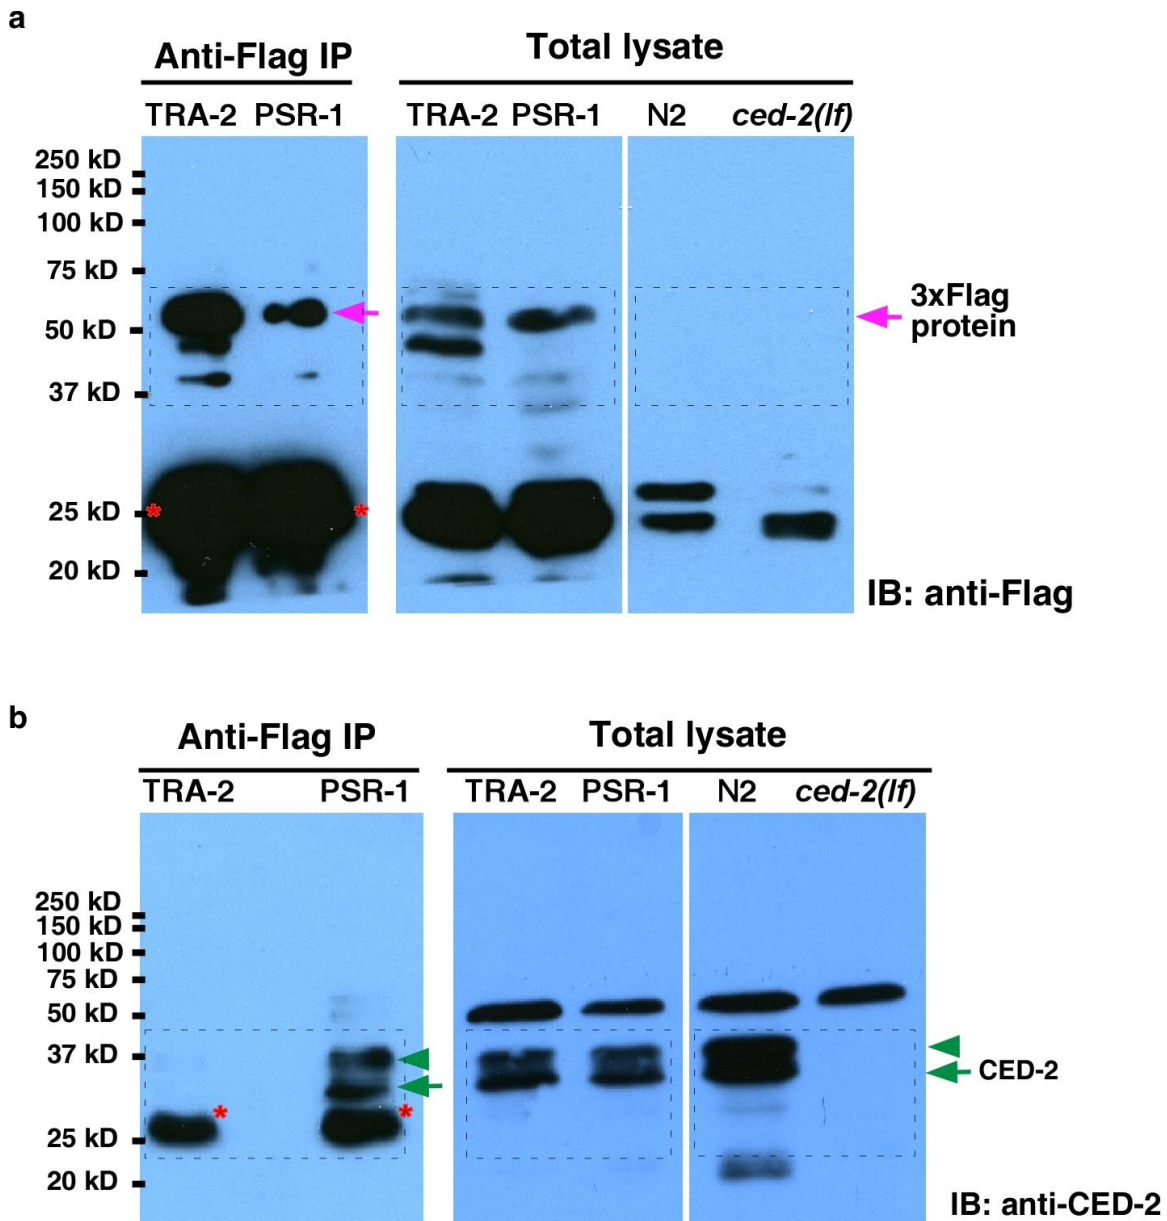 a
Anti-Flag IP
Total lysate
TRA-2 PSR-1
TRA-2 PSR-1 N2 ced-2(lf)
250 kD
150 kD
100 kD
75 kD
50 kD
37 kD
25 kD
20 kD
*
*
3xFlag
protein
IB: anti-Flag
b
Anti-Flag IP
Total lysate
TRA-2 PSR-1
TRA-2 PSR-1 N2 ced-2(lf)
250 kD
150 kD
100 kD
75 kD
50 kD
37 kD
25 kD
20 kD
*
*
CED-2
IB: anti-CED-2